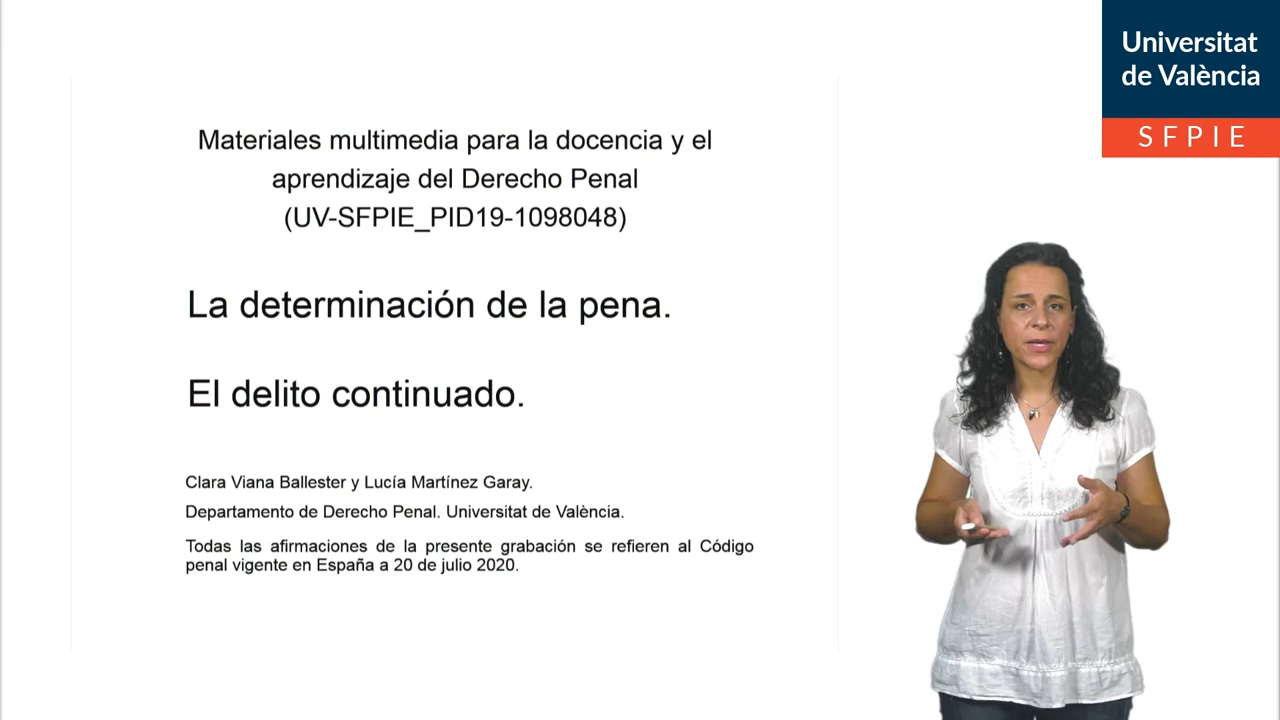 Universitat
de València
SFPIE
Materiales multimedia para la docencia y el
aprendizaje del Derecho Penal
(UV-SFPIE_PID19-1098048)
La determinación de la pena.
El delito continuado.
Clara Viana Ballester y Lucía Martínez Garay.
Departamento de Derecho Penal. Universitat de València.
Todas las afirmaciones de la presente grabación se refieren al Código
penal vigente en España a 20 de julio 2020.